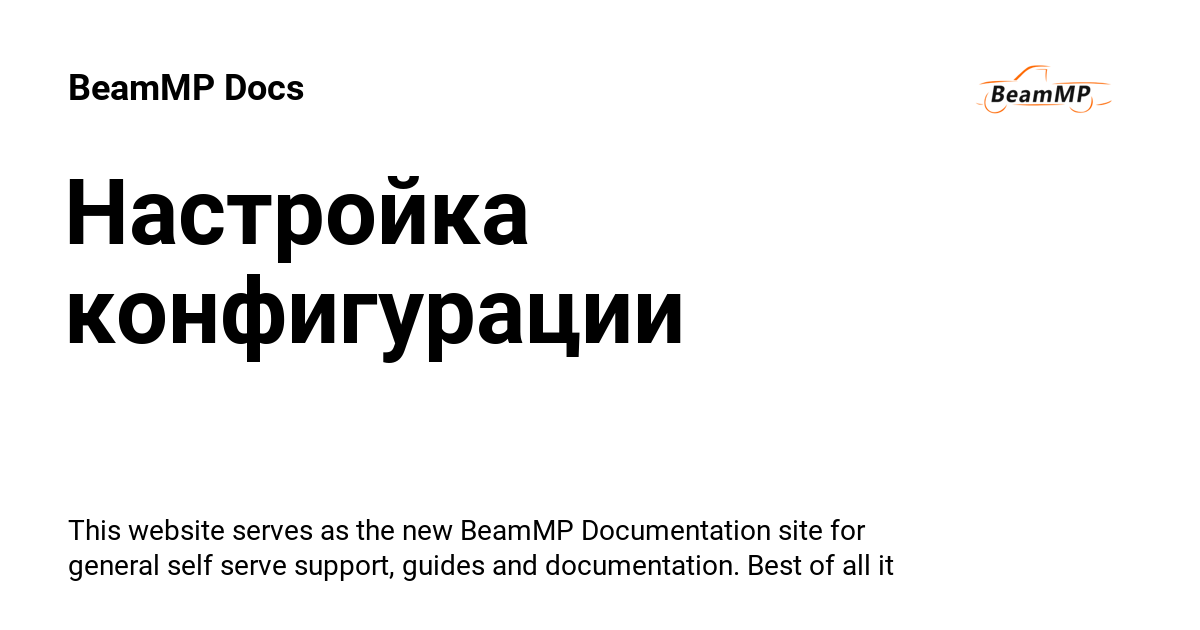 BeamMP Docs
BeamMP
Настройка
конфигурации
This website serves as the new BeamMP Documentation site for
general self serve support, guides and documentation. Best of all it